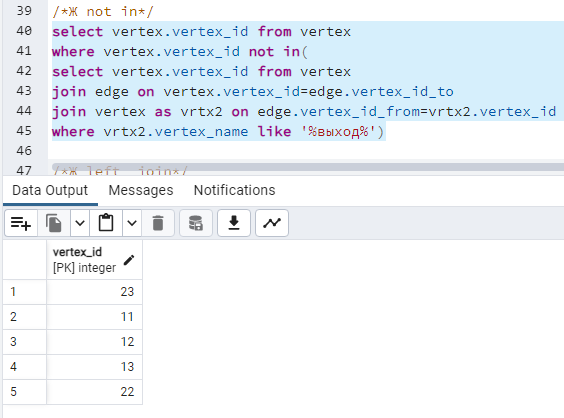 39 /*Ж not in*/
40 select vertex.vertex_id from vertex
41 where vertex.vertex_id not in(
42 select vertex.vertex_id from vertex
43 join edge on vertex.vertex_id=edge.vertex_id_to
44 join vertex as vrtx2 on edge.vertex_id_from=vrtx2.vertex_id
45 where vrtx2.vertex_name like '%выход%')
46
47 /*Ж left join*/
Data Output Messages Notifications
vertex_id
[PK] integer
1 23
2 11
3 12
4 13
5 22